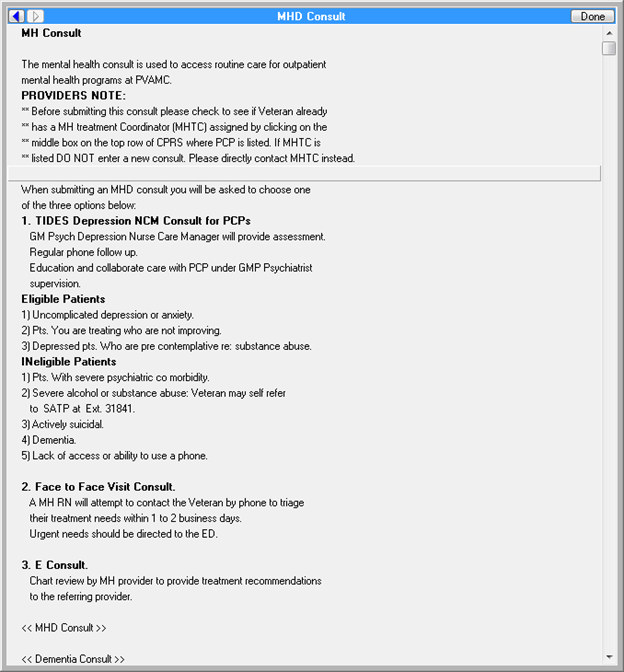 MHD Consult
Done
MH Consult
The mental health consult is used to access routine care for outpatient
mental health programs at PVAMC.
PROVIDERS NOTE:
** Before submitting this consult please check to see if Veteran already
** has a MH treatment Coordinator (MHTC) assigned by clicking on the
** middle box on the top row of CPRS where PCP is listed. If MHTC is
** listed DO NOT enter a new consult. Please directly contact MHTC instead.
When submitting an MHD consult you will be asked to choose one
of the three options below:
1. TIDES Depression NCM Consult for PCPs
GM Psych Depression Nurse Care Manager will provide assessment.
Regular phone follow up.
Education and collaborate care with PCP under GMP Psychiatrist
supervision.
Eligible Patients
1) Uncomplicated depression or anxiety.
2) Pts. You are treating who are not improving.
3) Depressed pts. Who are pre contemplative re: substance abuse.
INeligible Patients
1) Pts. With severe psychiatric co morbidity.
2) Severe alcohol or substance abuse: Veteran may self refer
to SATP at Ext. 31841.
3) Actively suicidal.
4) Dementia.
5) Lack of access or ability to use a phone.
2. Face to Face Visit Consult.
A MH RN will attempt to contact the Veteran by phone to triage
their treatment needs within 1 to 2 business days.
Urgent needs should be directed to the ED.
3. E Consult.
Chart review by MH provider to provide treatment recommendations
to the referring provider.
<< MHD Consult >>
<< Dementia Consult >>